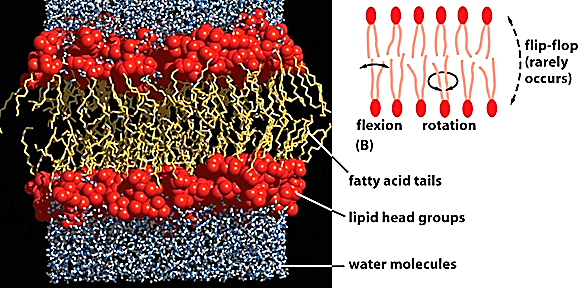 flip-flop
(rarely
occurs)
flexion rotation
(B)
fatty acid tails
lipid head groups
water molecules